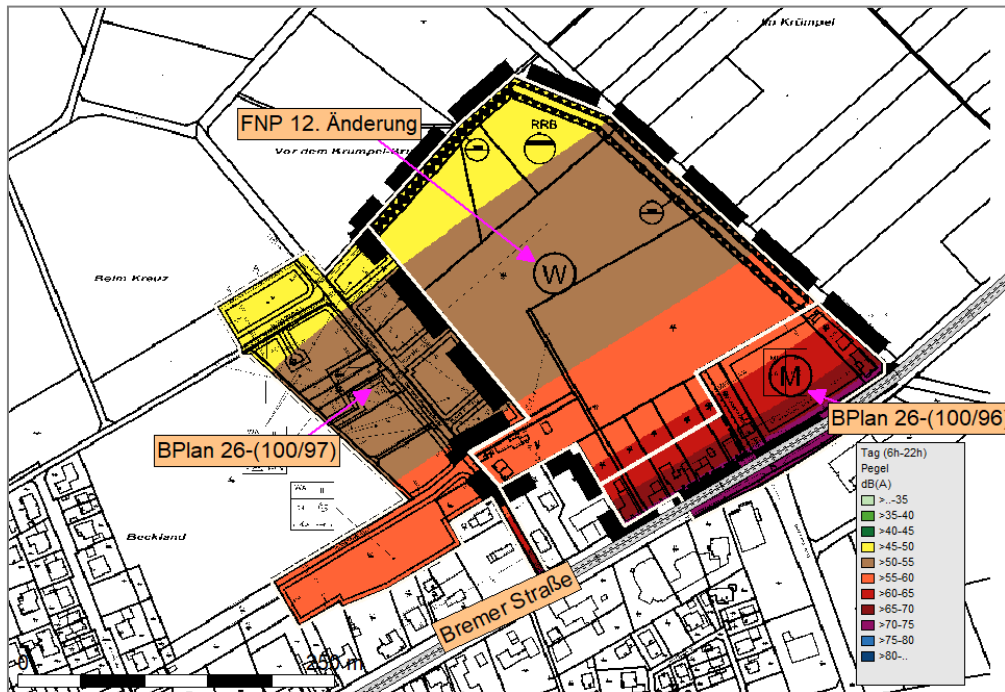 Im Krümpel
FNP 12. Änderung
RRB
Beim Kreuz
W
M
BPlan 26-(100/97)
BPlan 26-(100/96
Beckland
Bremer Straße
Tag (6h-22h)
Pegel
dB(A)
>..-35
>35-40
>40-45
>45-50
>50-55
>55-60
>60-65
>65-70
>70-75
>75-80
>80-..
0
250 m